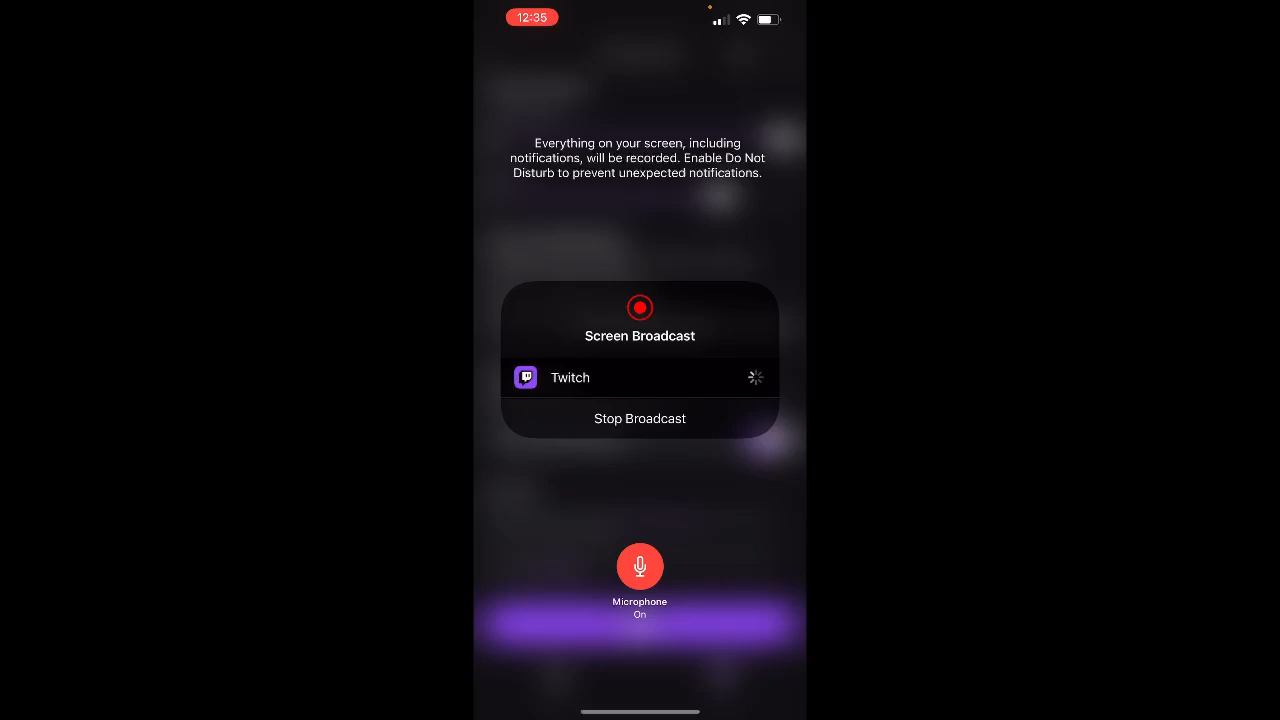 12:35
Everything on your screen, including
notifications, will be recorded. Enable Do Not
Disturb to prevent unexpected notifications.
Screen Broadcast
Twitch
Stop Broadcast
Microphone
On